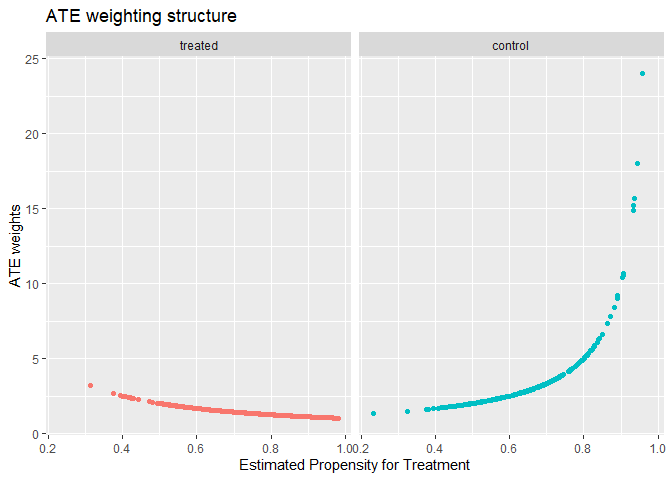 ATE weighting structure
treated control
25
20
15
10
5
0
ATE weights
0.2 0.4 0.6 0.8 1.0 0.2 0.4 0.6 0.8 1.0
Estimated Propensity for Treatment